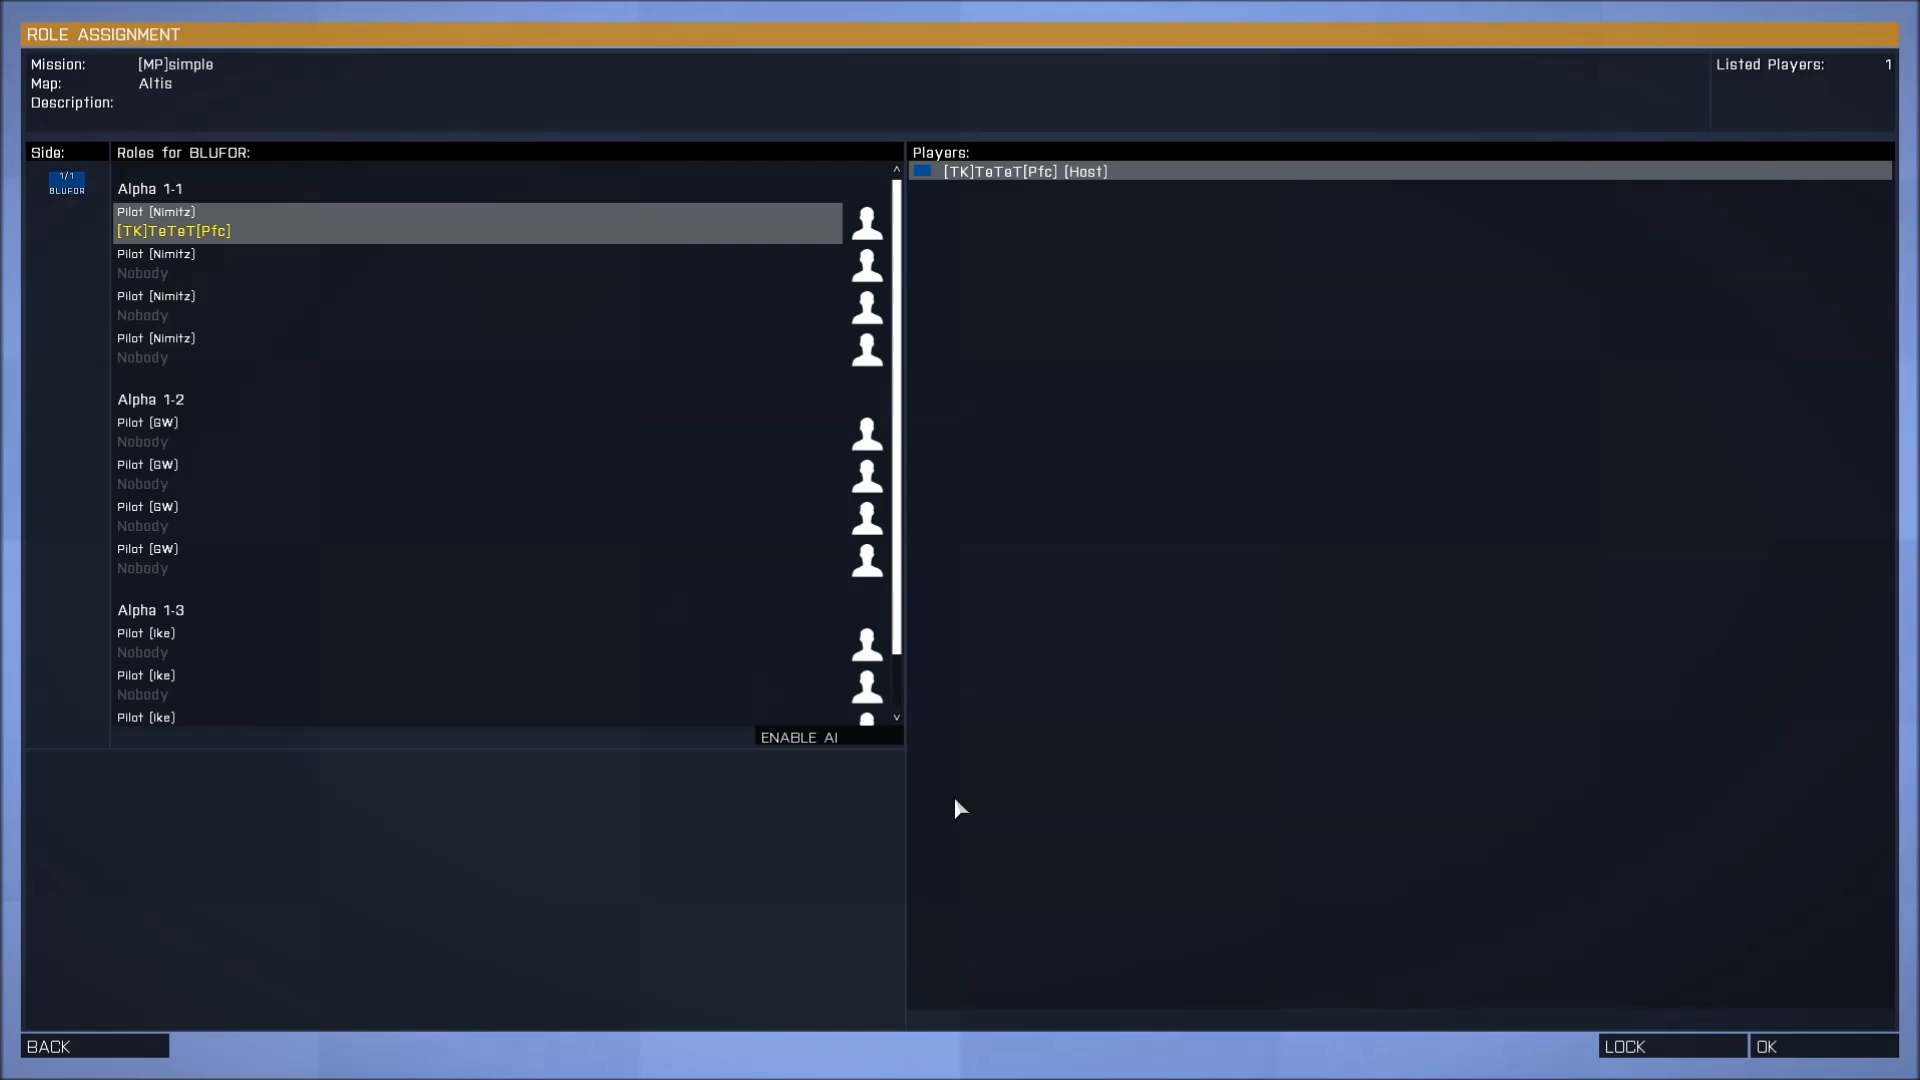 ROLE ASSIGNMENT
Mission: [MP]simple
Map: Altis
Description:
Listed Players: 1
Side:
1/1
BLUFOR
Roles for BLUFOR:
Alpha 1-1
Pilot (Nimitz)
[TK]TeTeT[Pfc]
Pilot (Nimitz)
Nobody
Pilot (Nimitz)
Nobody
Pilot (Nimitz)
Nobody
Alpha 1-2
Pilot (GW)
Nobody
Pilot (GW)
Nobody
Pilot (GW)
Nobody
Pilot (GW)
Nobody
Alpha 1-3
Pilot (Ike)
Nobody
Pilot (Ike)
Nobody
Pilot (Ike)
ENABLE AI
Players:
[TK]TeTeT[Pfc] (Host)
BACK
LOCK
OK